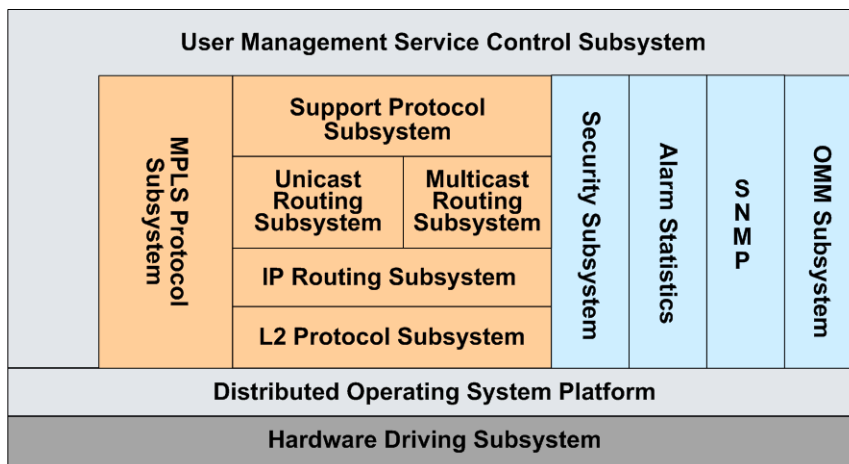 User Management Service Control Subsystem
MPLS Protocol
Subsystem
Support Protocol
Subsystem
Unicast
Routing
Subsystem
Multicast
Routing
Subsystem
IP Routing Subsystem
L2 Protocol Subsystem
Security Subsystem
Alarm Statistics
S
N
M
P
OMM Subsystem
Distributed Operating System Platform
Hardware Driving Subsystem